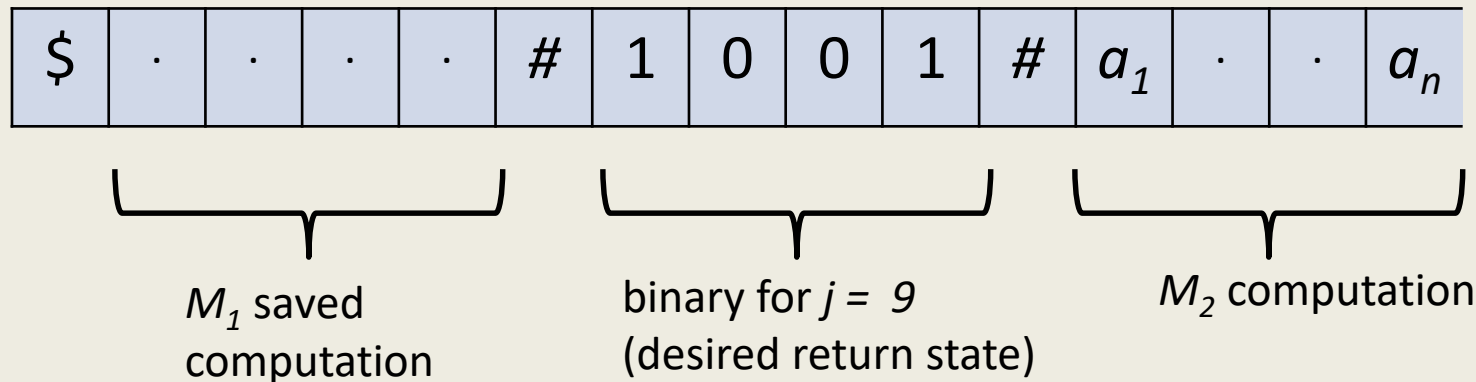 $ · · · · # 1 0 0 1 # a₁ · · aₙ
M₁ saved computation
binary for j = 9 (desired return state)
M₂ computation